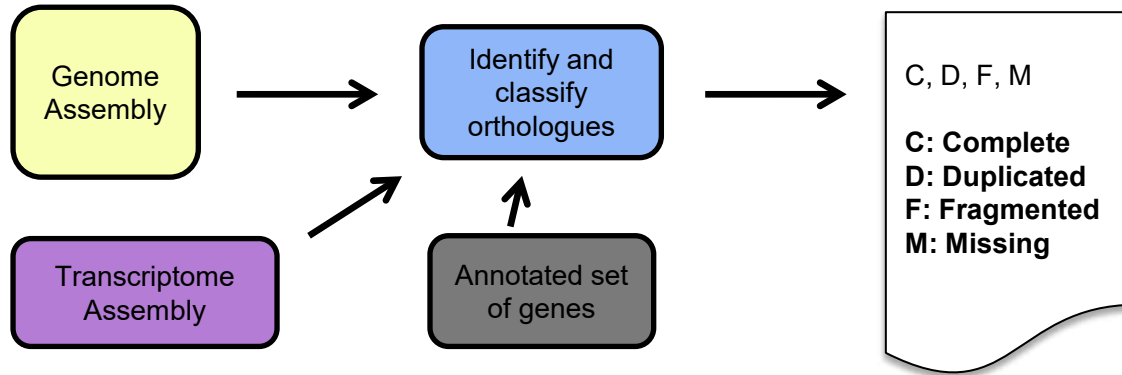 Genome
Assembly
Identify and
classify
orthologues
C, D, F, M
C: Complete
D: Duplicated
F: Fragmented
M: Missing
Transcriptome
Assembly
Annotated set
of genes